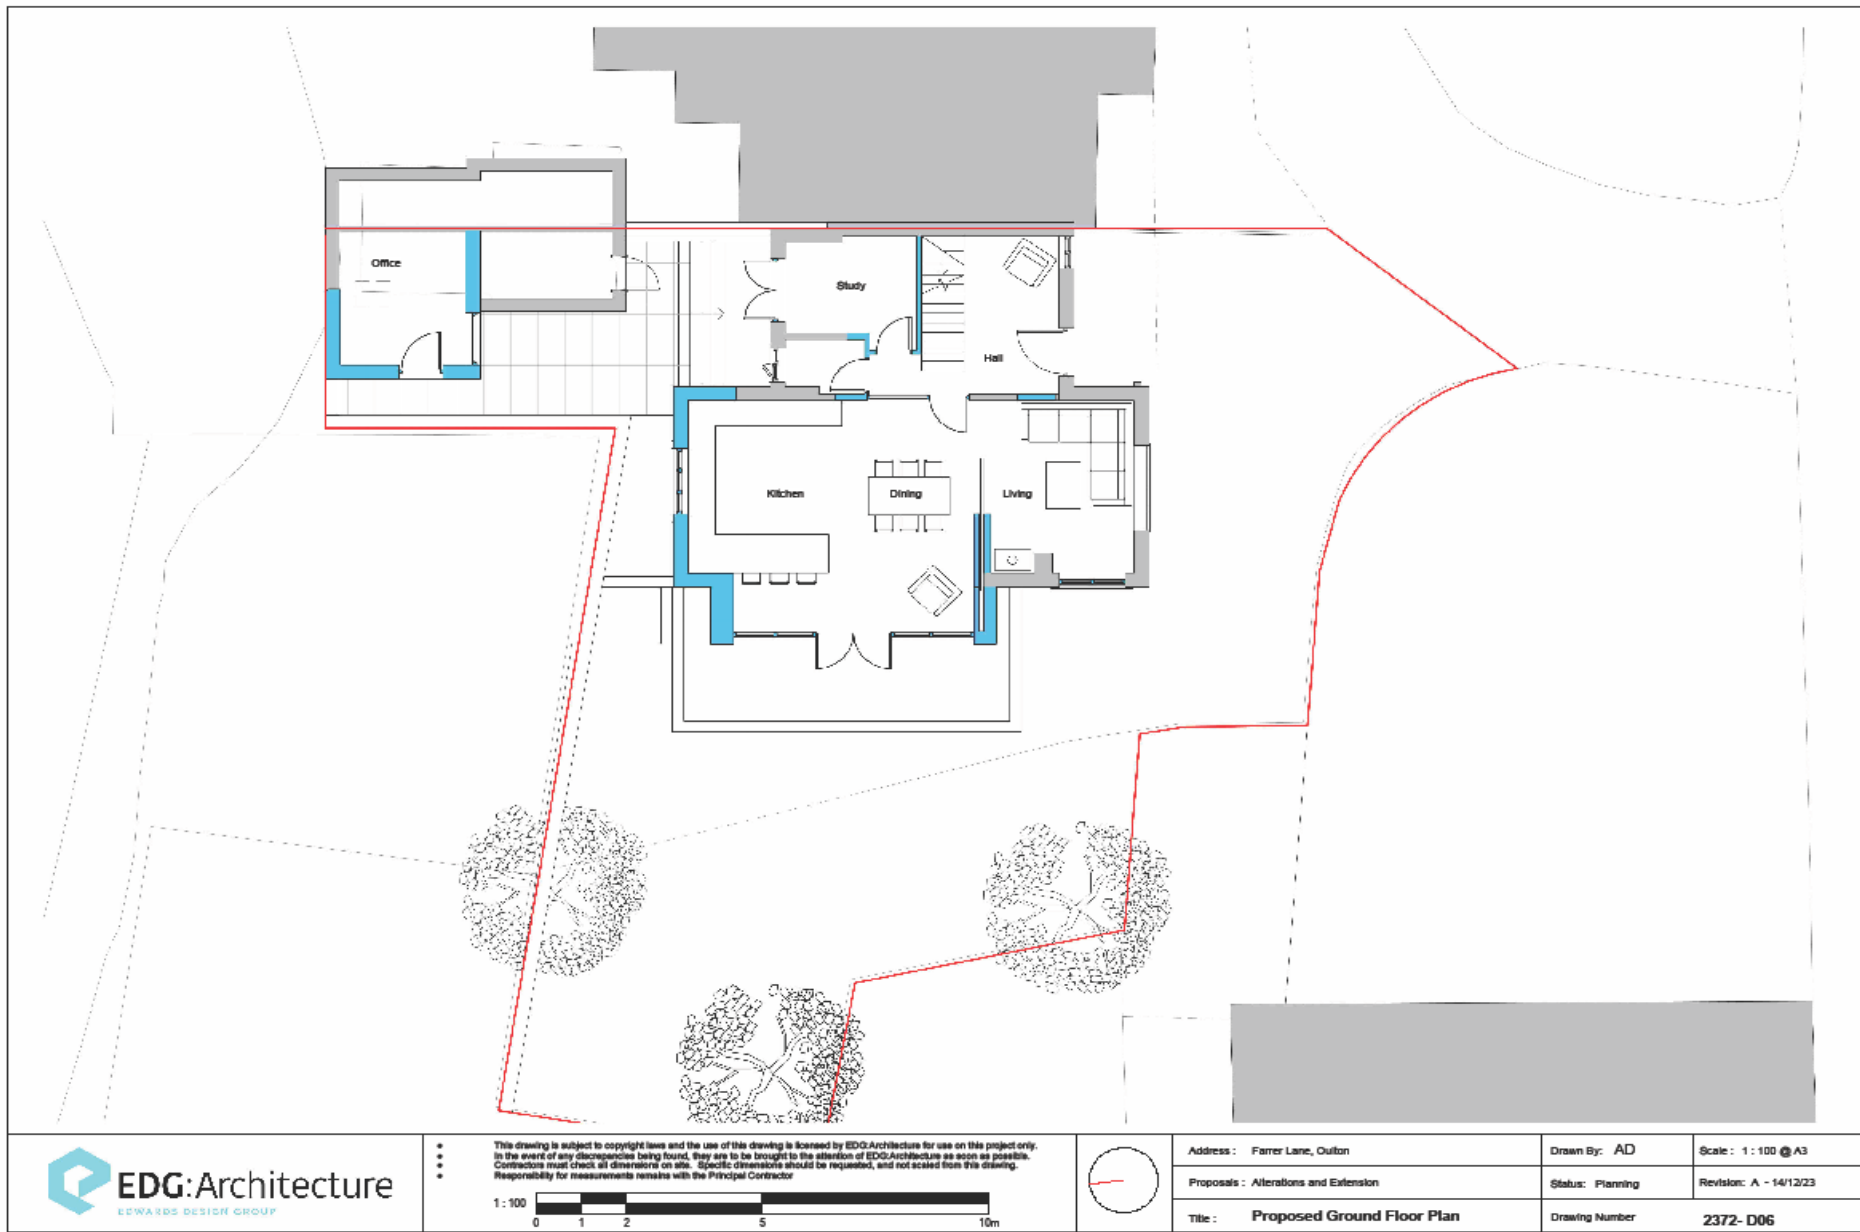 Office
Study
Hall
Kitchen
Dining
Living
EDG:Architecture
EDWARDS DESIGN GROUP
This drawing is subject to copyright laws and the use of this drawing is licensed by EDG:Architecture for use on this project only.
In the event of any discrepancies being found, they are to be brought to the attention of EDG:Architecture as soon as possible.
Contractors must check all dimensions on site. Specific dimensions should be requested, and not scaled from this drawing.
Responsibility for measurements remains with the Principal Contractor
1 : 100
0 1 2 5 10m
Address : Farrer Lane, Oulton
Proposals : Alterations and Extension
Title : Proposed Ground Floor Plan
Drawn By: AD
Scale : 1 : 100 @ A3
Status: Planning
Revision: A - 14/12/23
Drawing Number 2372- D06